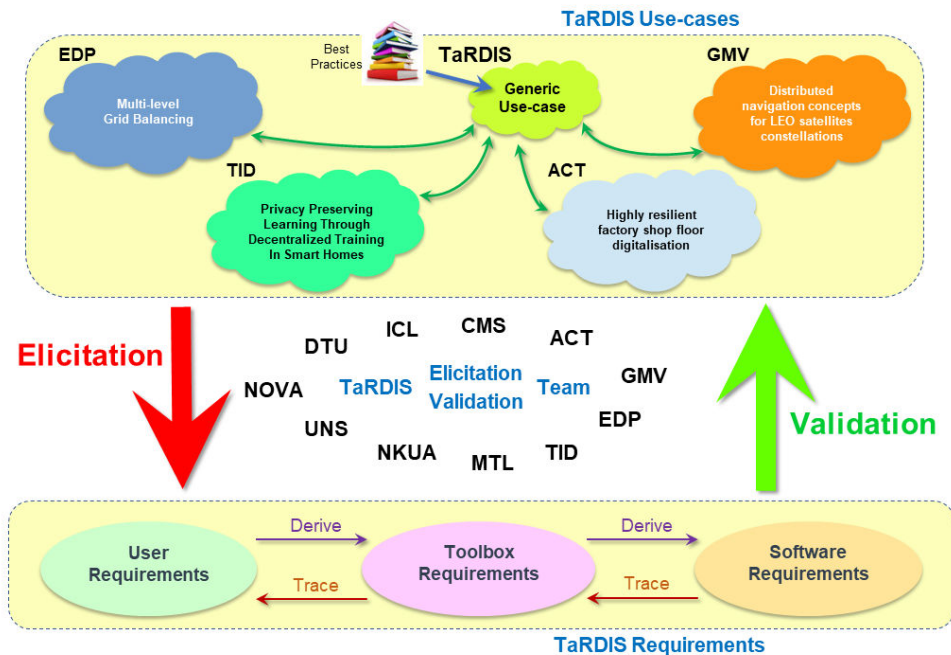 TaRDIS Use-cases
EDP
Best
Practices
TaRDIS
GMV
Multi-level
Grid Balancing
Generic
Use-case
Distributed
navigation concepts
for LEO satellites
constellations
TID
ACT
Privacy Preserving
Learning Through
Decentralized Training
In Smart Homes
Highly resilient
factory shop floor
digitalisation
Elicitation
ICL
CMS
DTU
ACT
NOVA
TaRDIS
Elicitation
Validation
Team
GMV
UNS
EDP
NKUA
MTL
TID
Validation
User
Requirements
Derive
Trace
Toolbox
Requirements
Derive
Trace
Software
Requirements
TaRDIS Requirements